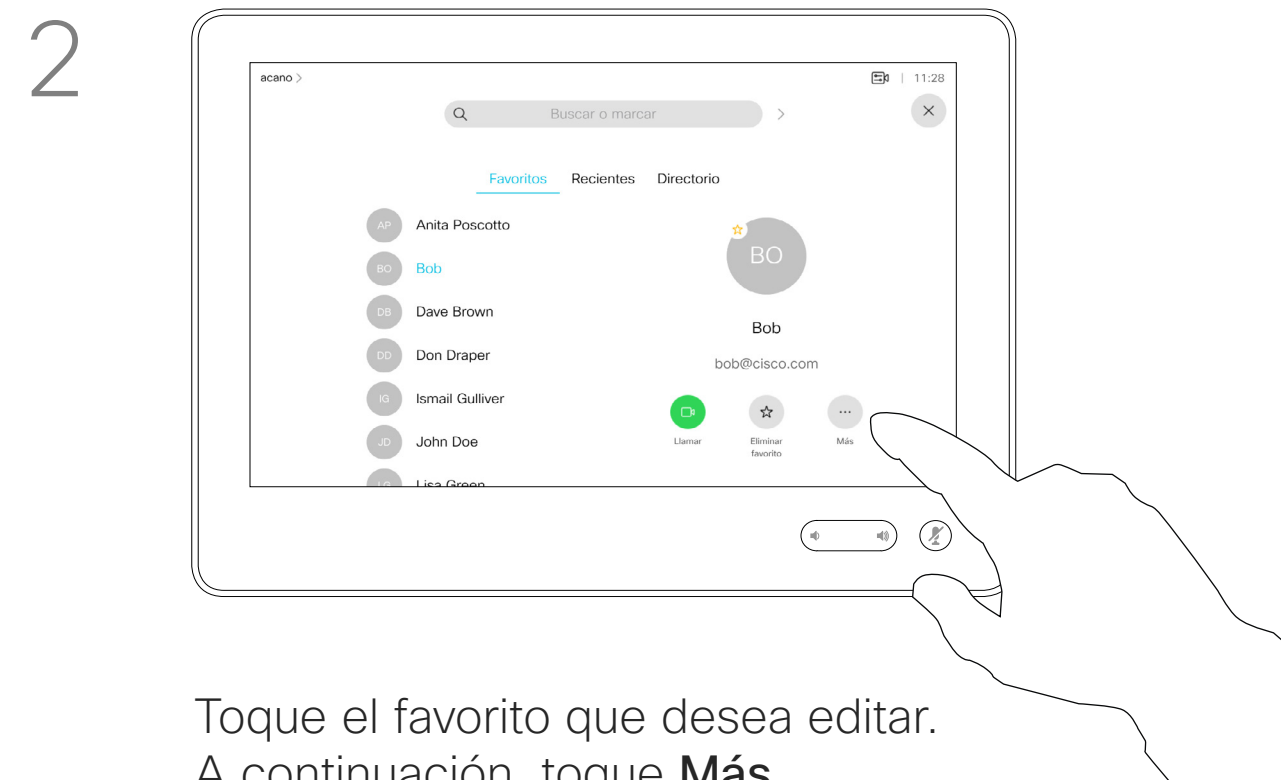 2
acano >
11:28
Buscar o marcar
Favoritos Recientes Directorio
AP Anita Poscotto
BO Bob
DB Dave Brown
DD Don Draper
IG Ismail Gulliver
JD John Doe
LG Lisa Green
BO
Bob
bob@cisco.com
Llamar
Eliminar
favorito
Más
Toque el favorito que desea editar.
A continuación, toque Más